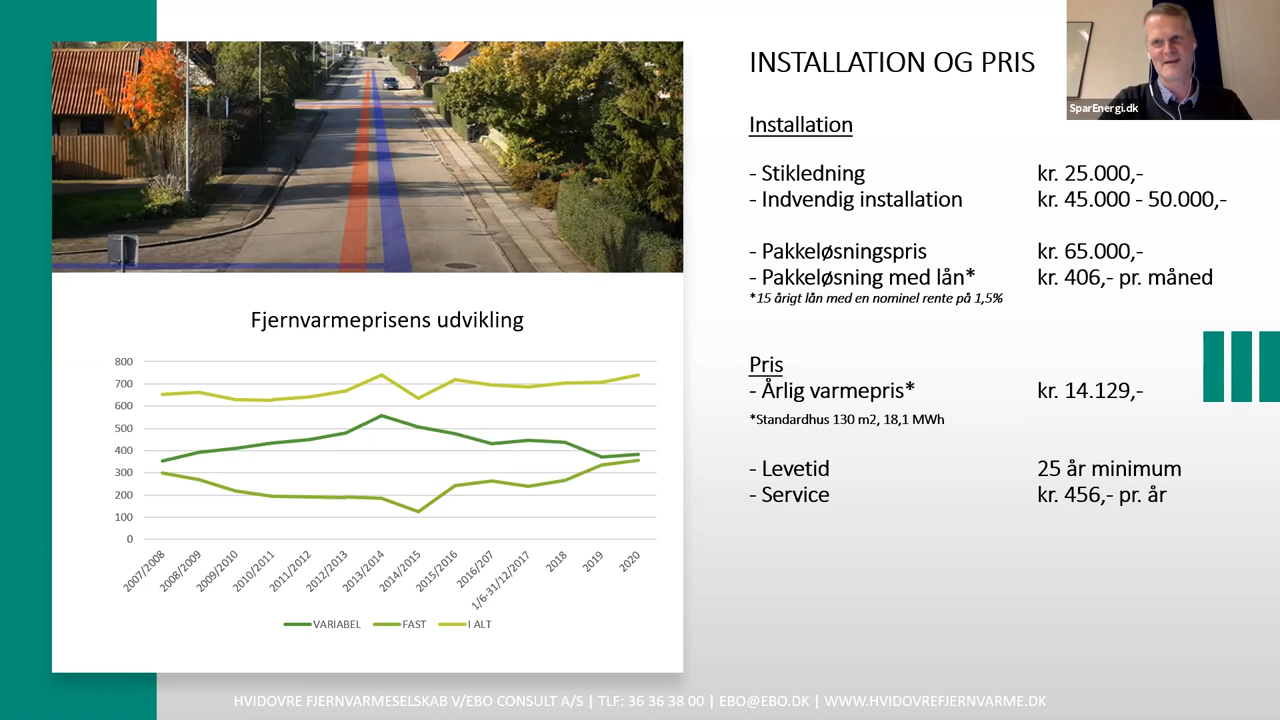 INSTALLATION OG PRIS
SparEnergi.dk
Installation
- Stikledning kr. 25.000,-
- Indvendig installation kr. 45.000 - 50.000,-
- Pakkeløsningspris kr. 65.000,-
- Pakkeløsning med lån* kr. 406,- pr. måned
*15 årigt lån med en nominel rente på 1,5%
Pris
- Årlig varmepris* kr. 14.129,-
*Standardhus 130 m2, 18,1 MWh
- Levetid 25 år minimum
- Service kr. 456,- pr. år
Fjernvarmeprisens udvikling
800
700
600
500
400
300
200
100
0
2007/2008
2008/2009
2009/2010
2010/2011
2011/2012
2012/2013
2013/2014
2014/2015
2015/2016
2016/207
1/6-31/12/2017
2018
2019
2020
VARIABEL FAST I ALT
HVIDOVRE FJERNVARMESELSKAB V/EBO CONSULT A/S | TLF: 36 36 38 00 | EBO@EBO.DK | WWW.HVIDOVREFJERNVARME.DK